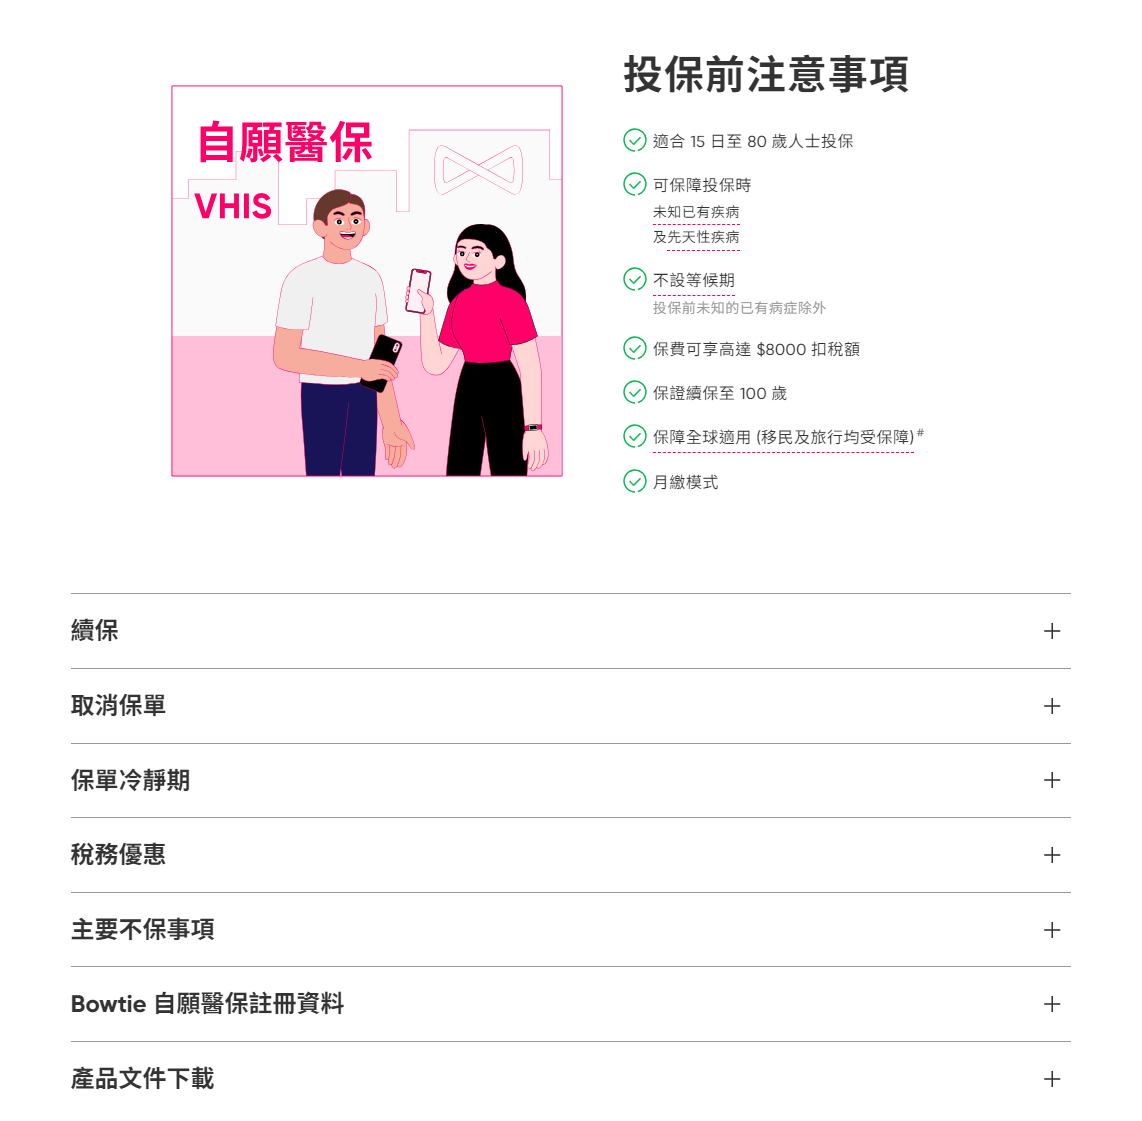 投保前注意事項
自願醫保
VHIS
適合 15 日至 80 歲人士投保
可保障投保時
未知已有疾病
及先天性疾病
不設等候期
投保前未知的已有病症除外
保費可享高達 $8000 扣稅額
保證續保至 100 歲
保障全球適用 (移民及旅行均受保障)#
月繳模式
續保
取消保單
保單冷靜期
稅務優惠
主要不保事項
Bowtie 自願醫保註冊資料
產品文件下載